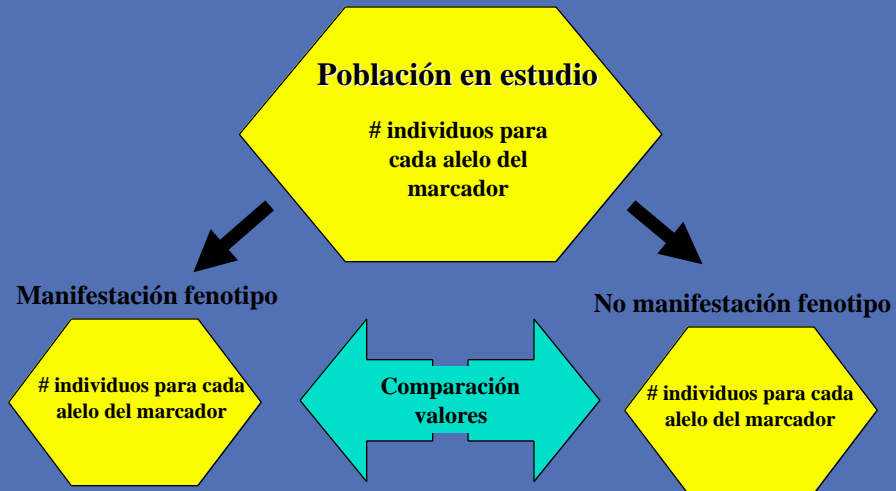 Población en estudio
# individuos para
cada alelo del
marcador
Manifestación fenotipo
No manifestación fenotipo
# individuos para cada
alelo del marcador
Comparación
valores
# individuos para cada
alelo del marcador